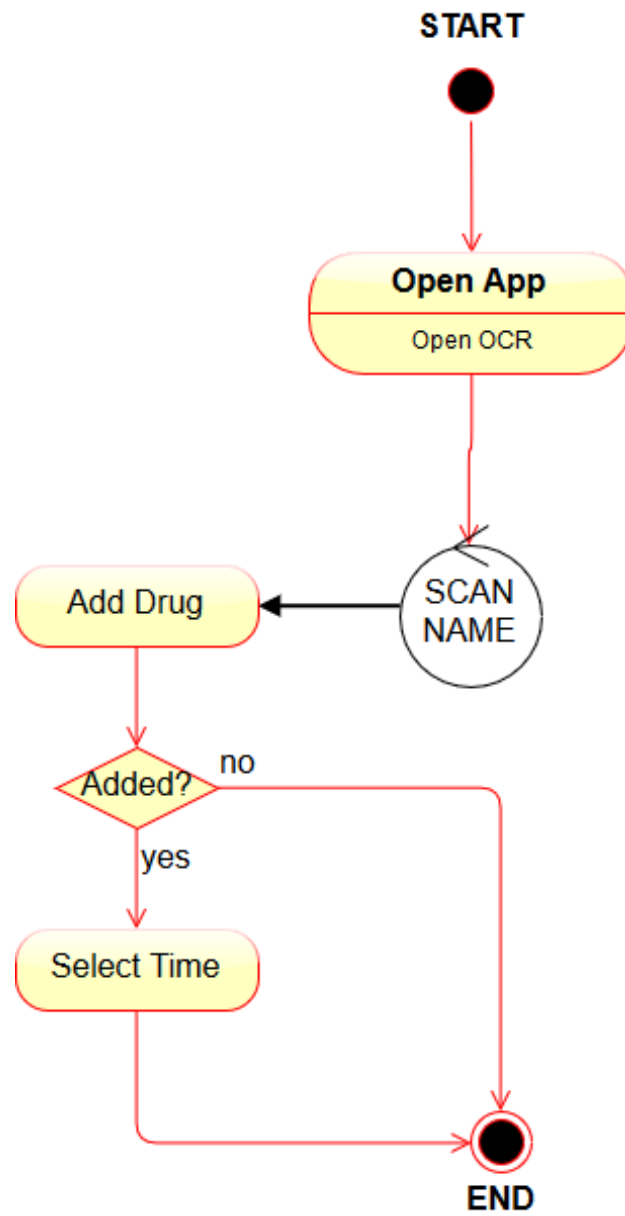 START
Open App
Open OCR
SCAN
NAME
Add Drug
Added?
no
yes
Select Time
END